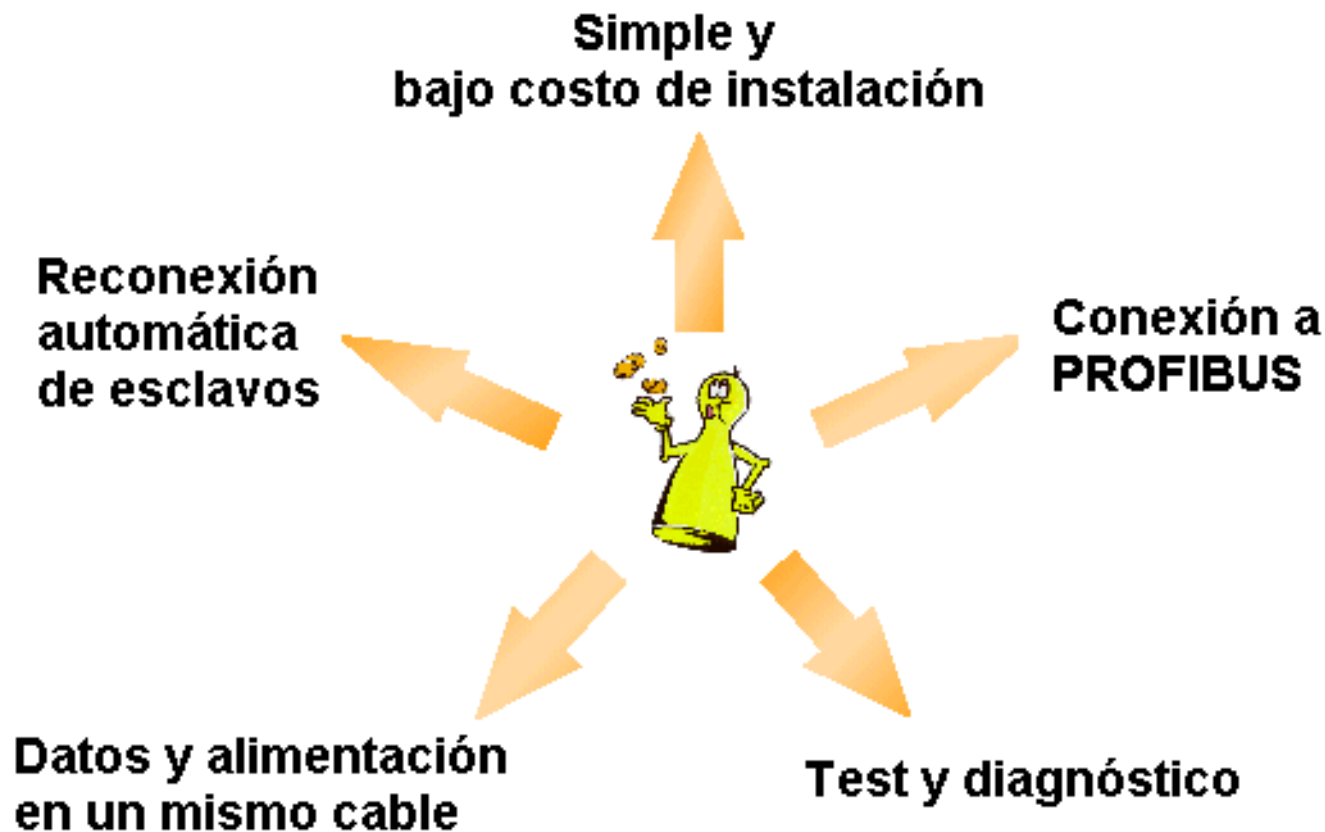 Simple y
bajo costo de instalación
Reconexión
automática
de esclavos
Conexión a
PROFIBUS
Datos y alimentación
en un mismo cable
Test y diagnóstico